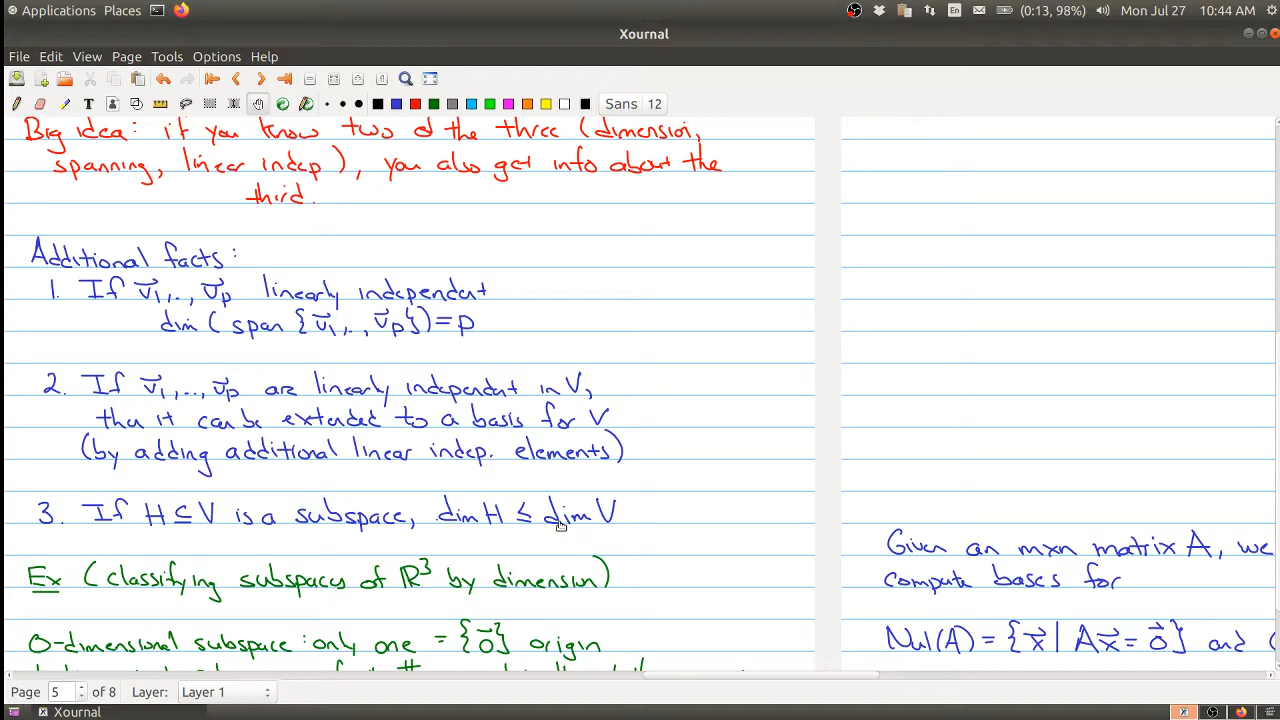 Applications Places En (0:13, 98%) Mon Jul 27 10:44 AM
Xournal
File Edit View Page Tools Options Help
Sans 12
Big idea: if you know two of the three (dimension,
spanning, linear indep), you also get info about the
third.
Additional facts:
1. If v⃗1,.., v⃗p linearly independent
dim (span {v⃗1,.., v⃗p}) = p
2. If v⃗1,..., v⃗p are linearly independent in V,
then it can be extended to a basis for V
(by adding additional linear indep. elements)
3. If H ⊆ V is a subspace, dim H ≤ dim V
Ex (classifying subspaces of ℝ³ by dimension)
0-dimensional subspace: only one = {0⃗} origin
Given an mxn matrix A, we
compute bases for
Nul(A) = {x⃗ | Ax⃗ = 0⃗} and
Page 5 of 8 Layer: Layer 1
Xournal